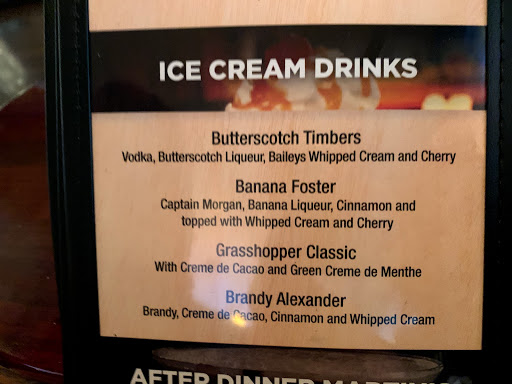 ICE CREAM DRINKS
Butterscotch Timbers
Vodka, Butterscotch Liqueur, Baileys Whipped Cream and Cherry
Banana Foster
Captain Morgan, Banana Liqueur, Cinnamon and
topped with Whipped Cream and Cherry
Grasshopper Classic
With Creme de Cacao and Green Creme de Menthe
Brandy Alexander
Brandy, Creme de Cacao, Cinnamon and Whipped Cream
AFTER DINNER